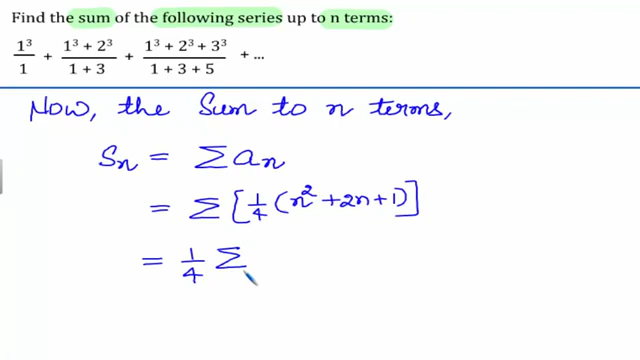 Find the sum of the following series up to n terms:
1³/1 + (1³ + 2³)/(1 + 3) + (1³ + 2³ + 3³)/(1 + 3 + 5) + ...
Now, the Sum to n terms,
Sₙ = Σ aₙ
= Σ [1/4 (n² + 2n + 1)]
= 1/4 Σ